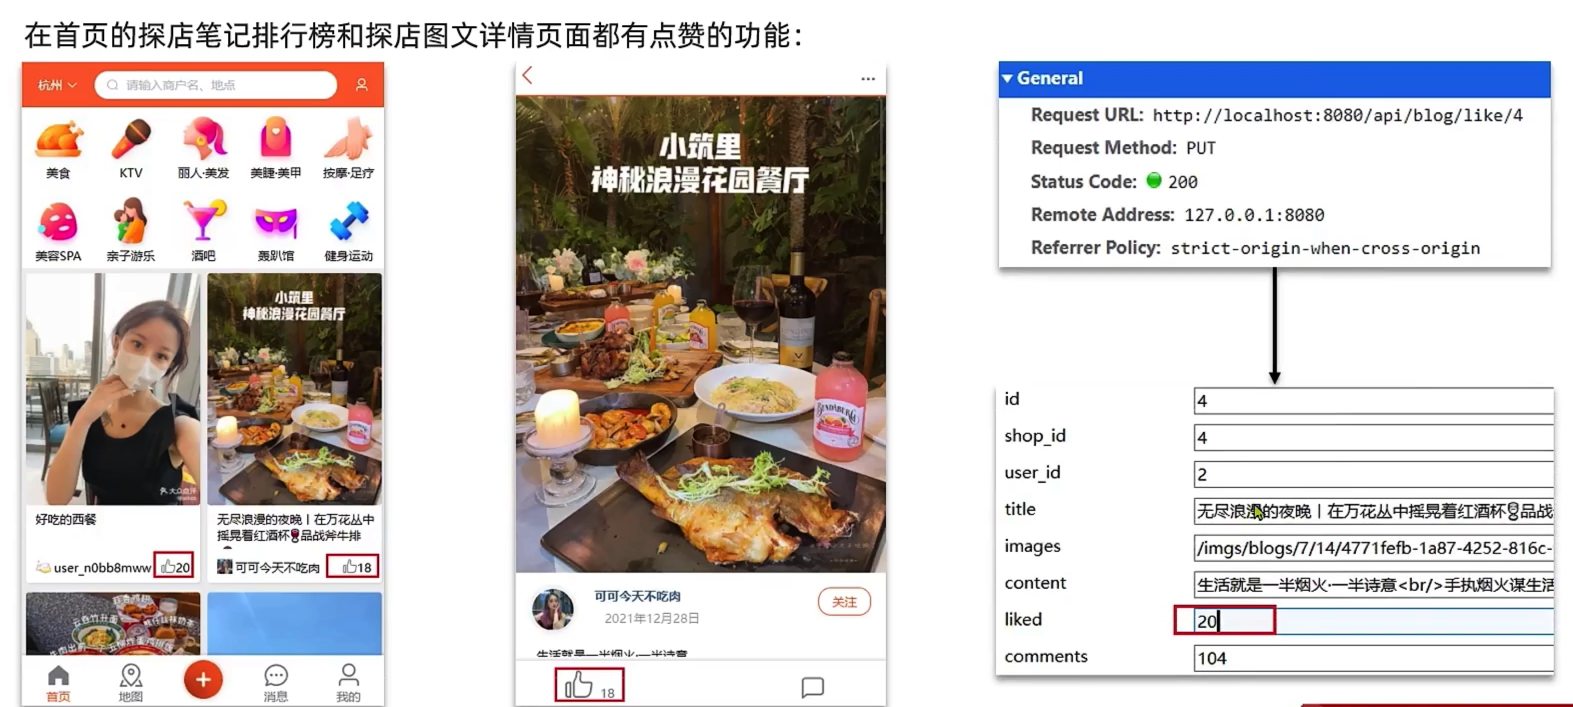 在首页的探店笔记排行榜和探店图文详情页面都有点赞的功能：
杭州
请输入商户名、地点
美食
KTV
丽人·美发
美睫·美甲
按摩·足疗
美容SPA
亲子游乐
酒吧
轰趴馆
健身运动
大众点评
小筑里
神秘浪漫花园餐厅
好吃的西餐
user_n0bb8mww
20
无尽浪漫的夜晚丨在万花丛中
摇晃着红酒杯🍷品战斧牛排
可可今天不吃肉
18
首页
地图
消息
我的
小筑里
神秘浪漫花园餐厅
BUNDABERG
可可今天不吃肉
2021年12月28日
关注
生活就是一半烟火·一半诗意
18
General
Request URL: http://localhost:8080/api/blog/like/4
Request Method: PUT
Status Code: 200
Remote Address: 127.0.0.1:8080
Referrer Policy: strict-origin-when-cross-origin
id 4
shop_id 4
user_id 2
title 无尽浪漫的夜晚丨在万花丛中摇晃着红酒杯🍷品战
images /imgs/blogs/7/14/4771fefb-1a87-4252-816c-
content 生活就是一半烟火·一半诗意<br/>手执烟火谋生活
liked 20
comments 104